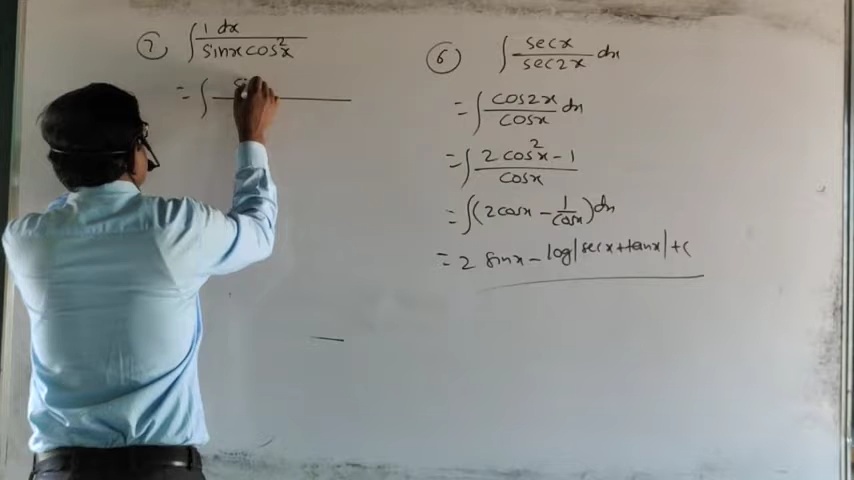 ⑦ ∫ 1 dx / sinx cos²x
= ∫ s
⑥ ∫ secx / sec2x dx
= ∫ cos2x / cosx dx
= ∫ 2cos²x - 1 / cosx
= ∫(2cosx - 1/cosx) dx
= 2 sinx - log|secx+tanx|+c